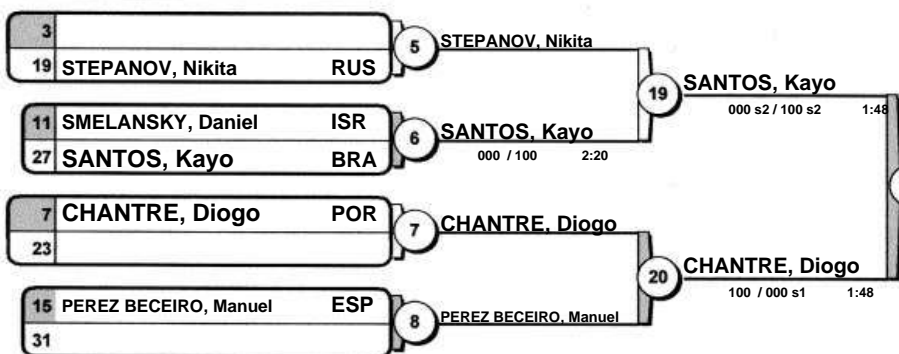 3
19 STEPANOV, Nikita RUS
5
STEPANOV, Nikita
11 SMELANSKY, Daniel ISR
27 SANTOS, Kayo BRA
6
SANTOS, Kayo
000 / 100 2:20
19
SANTOS, Kayo
000 s2 / 100 s2 1:48
7 CHANTRE, Diogo POR
23
7
CHANTRE, Diogo
15 PEREZ BECEIRO, Manuel ESP
31
8
PEREZ BECEIRO, Manuel
20
CHANTRE, Diogo
100 / 000 s1 1:48